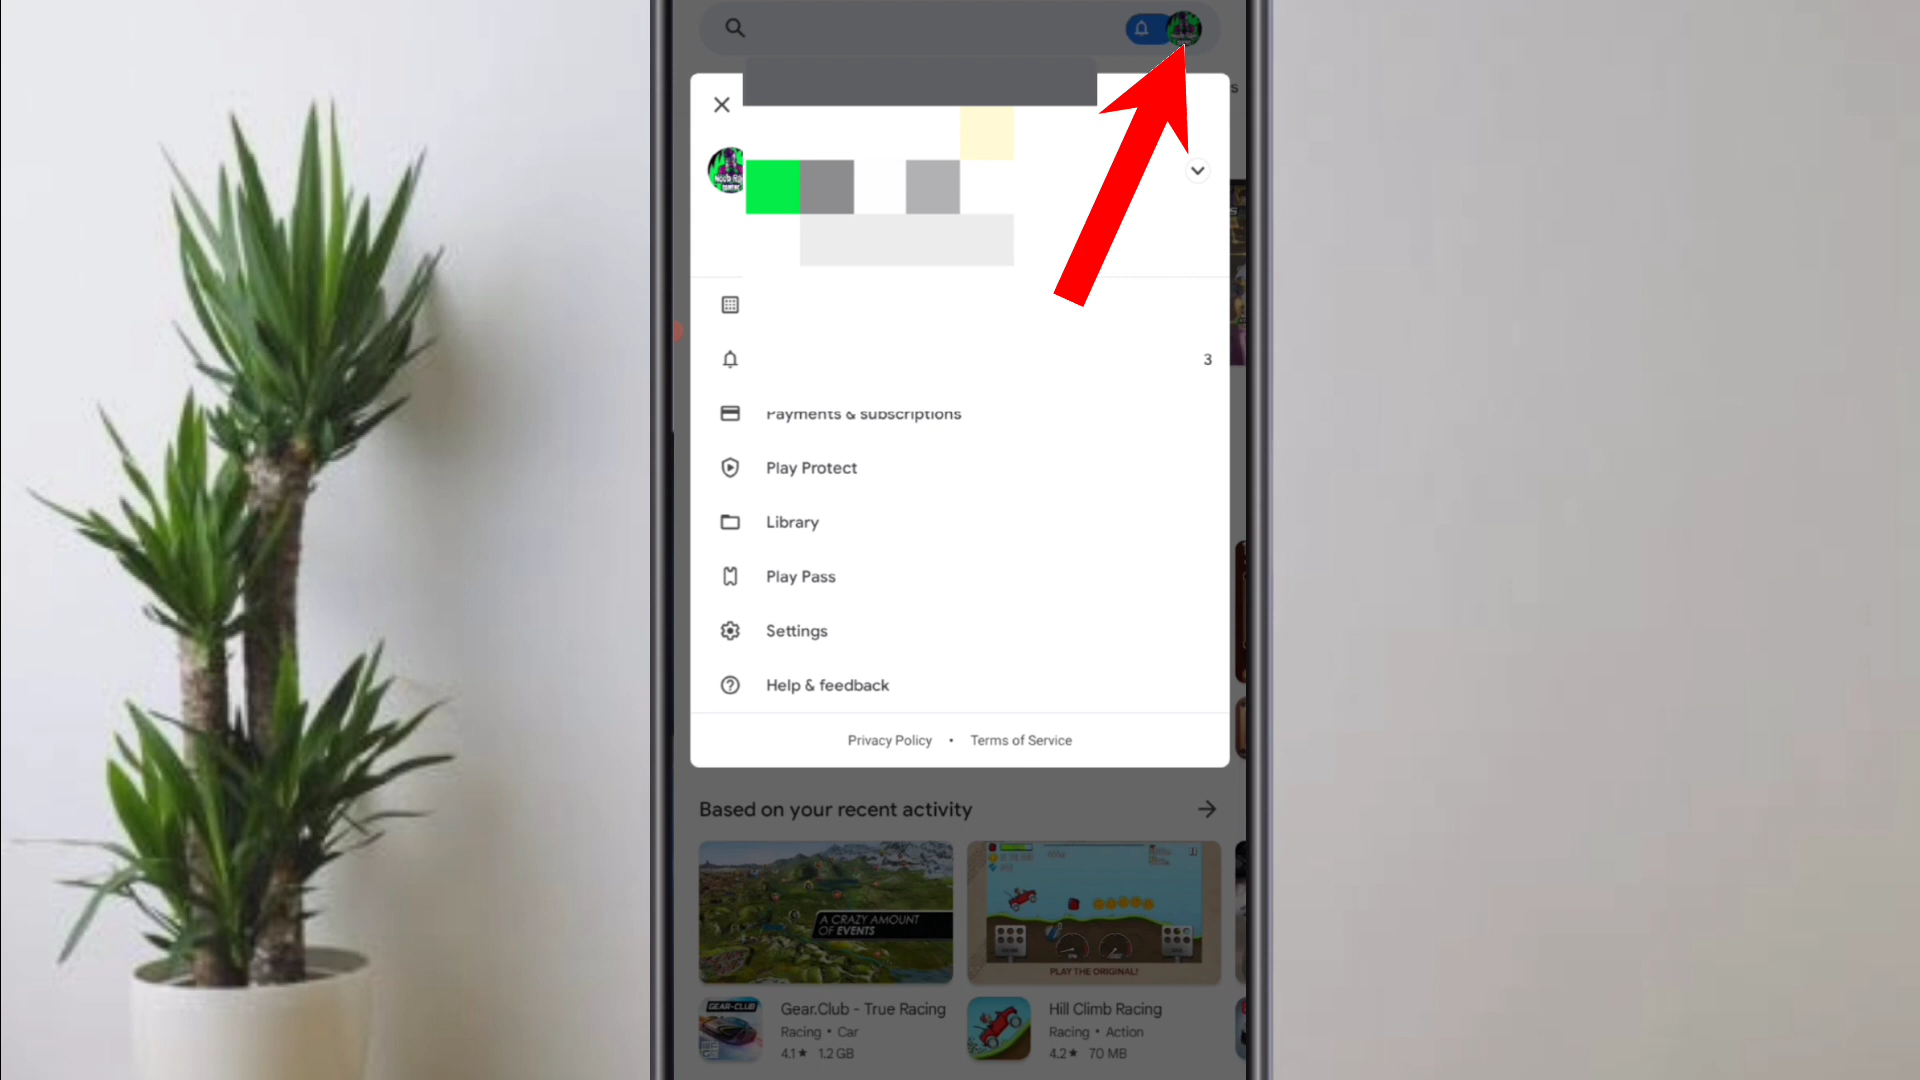 3
Payments & subscriptions
Play Protect
Library
Play Pass
Settings
Help & feedback
Privacy Policy • Terms of Service
Based on your recent activity
A CRAZY AMOUNT
OF EVENTS
PLAY THE ORIGINAL!
GEAR-CLUB
Gear.Club - True Racing
Racing • Car
4.1★ 1.2 GB
Hill Climb Racing
Racing • Action
4.2★ 70 MB